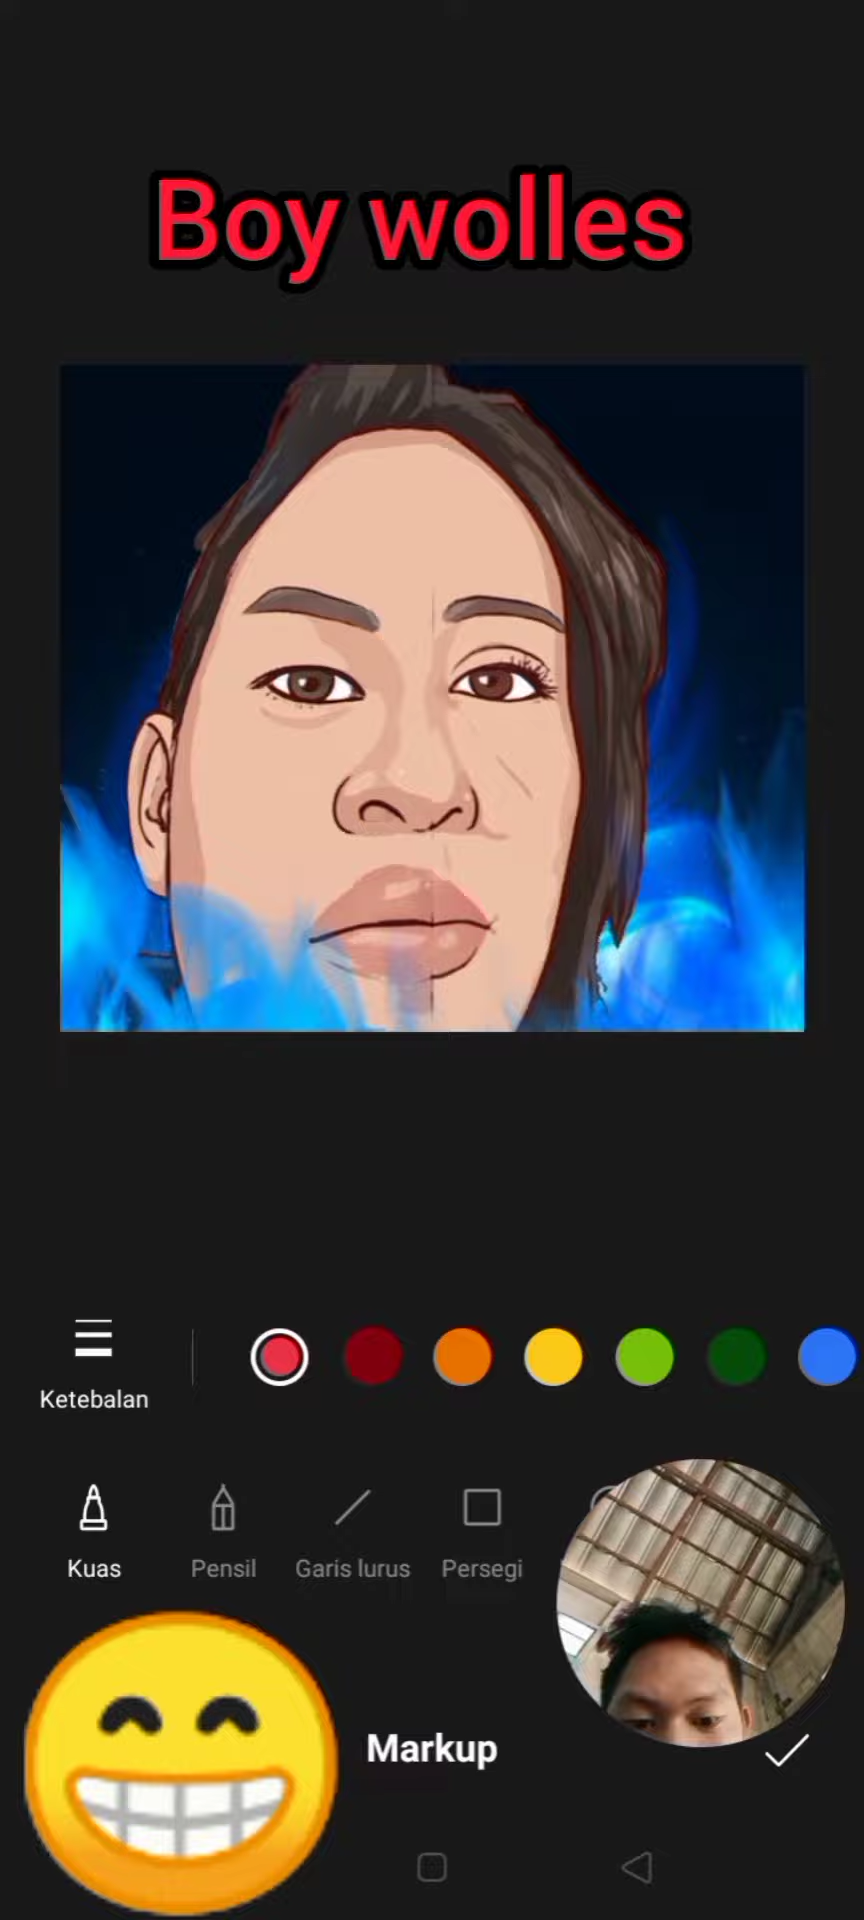 Boy wolles
Ketebalan
Kuas
Pensil
Garis lurus
Persegi
Markup